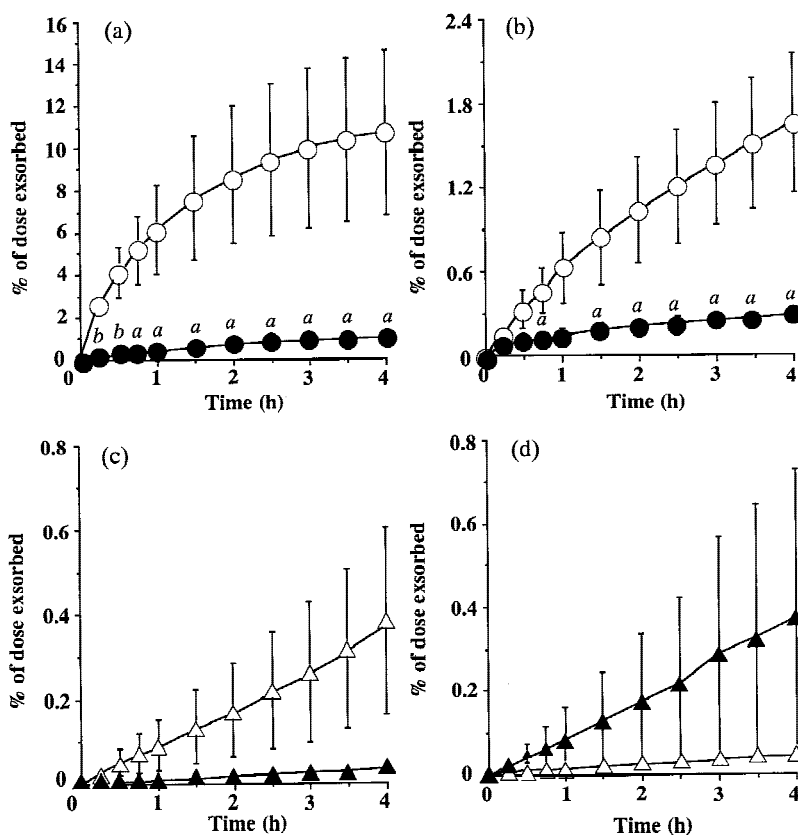 (a)
% of dose exsorbed
16
14
12
10
8
6
4
2
0
b b a a a a a a a a
0 1 2 3 4
Time (h)
(b)
% of dose exsorbed
2.4
1.8
1.2
0.6
0
a a a a a a a
0 1 2 3 4
Time (h)
(c)
% of dose exsorbed
0.8
0.6
0.4
0.2
0
0 1 2 3 4
Time (h)
(d)
% of dose exsorbed
0.8
0.6
0.4
0.2
0
0 1 2 3 4
Time (h)